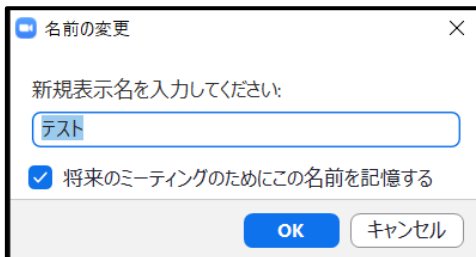 名前の変更
新規表示名を入力してください:
テスト
将来のミーティングのためにこの名前を記憶する
OK キャンセル